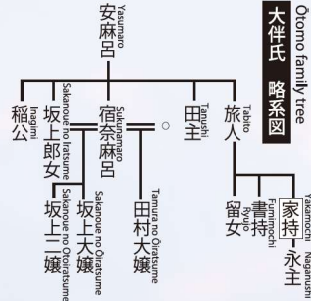 Ōtomo family tree
大伴氏 略系図
Yasumaro
安麻呂
Tabito
旅人
Tanushi
田主
○
Sukunamaro
宿奈麻呂
Sakanoue no Iratsume
坂上郎女
Inagimi
稲公
Yakamochi
家持
Naganushi
永主
Fumimochi
書持
Ryujo
留女
Tamura no Ōiratsume
田村大嬢
Sakanoue no Ōiratsume
坂上大嬢
Sakanoue no Otoiratsume
坂上二嬢